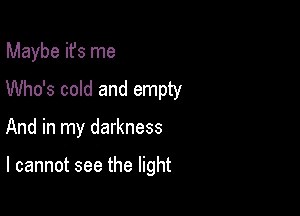 Maybe it's me
Who's cold and empty
And in my darkness
I cannot see the light